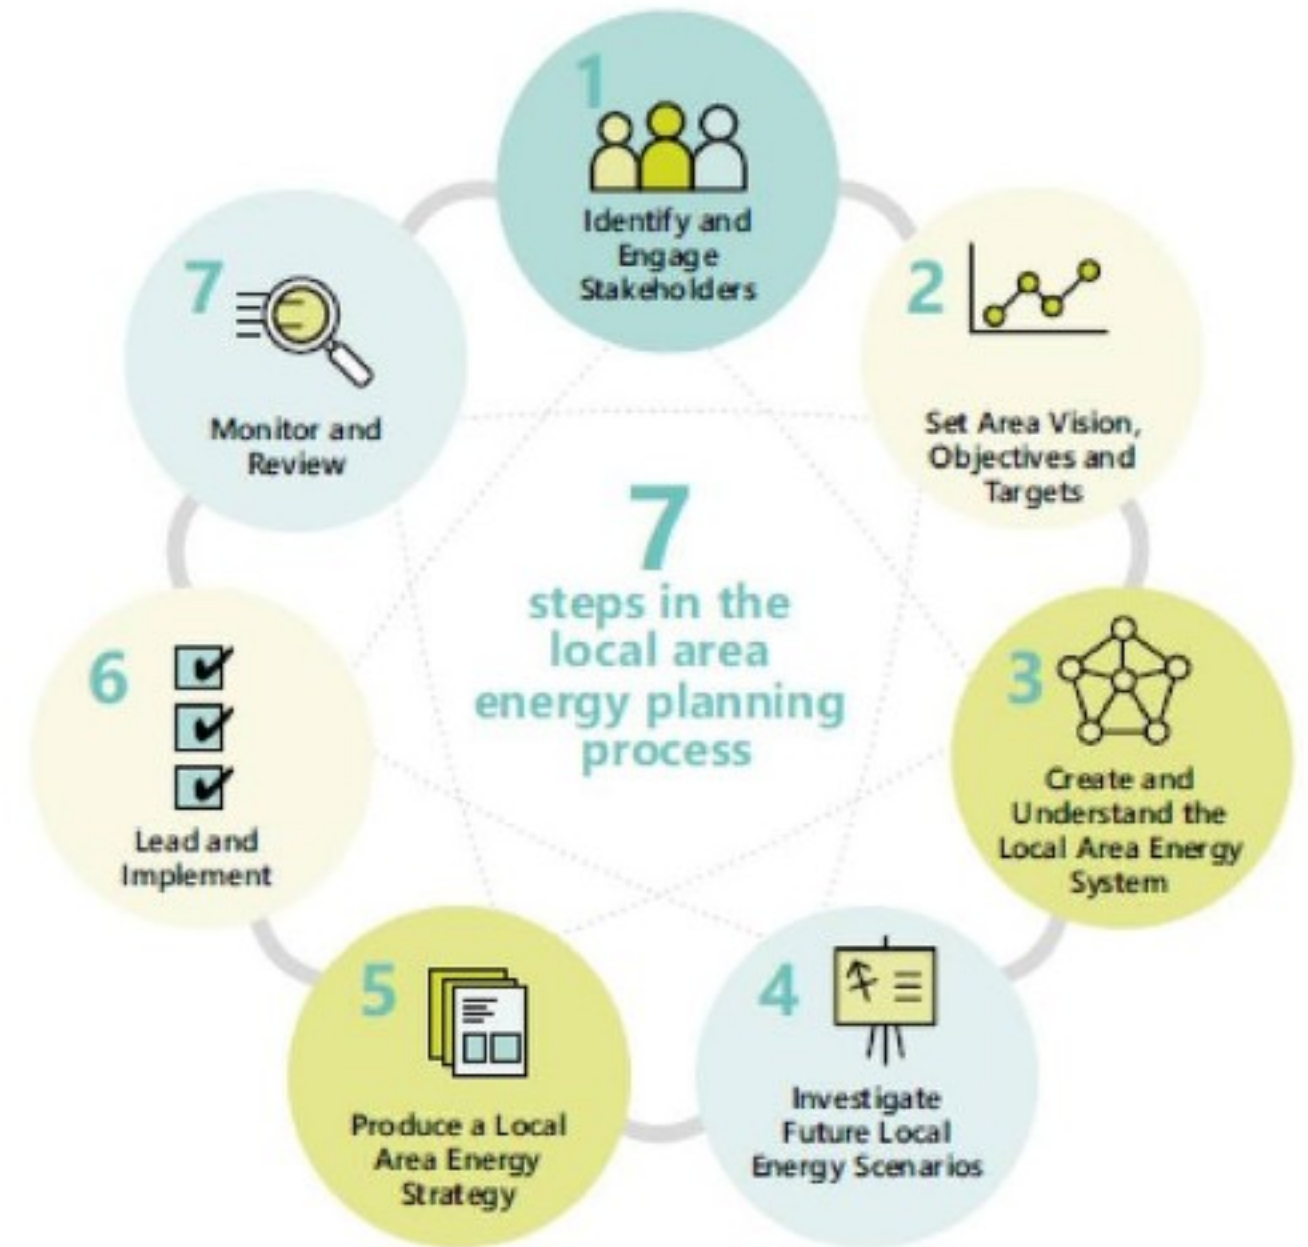 1
Identify and
Engage
Stakeholders
2
Set Area Vision,
Objectives and
Targets
3
Create and
Understand the
Local Area Energy
System
4
Investigate
Future Local
Energy Scenarios
5
Produce a Local
Area Energy
Strategy
6
Lead and
Implement
7
Monitor and
Review
7
steps in the
local area
energy planning
process